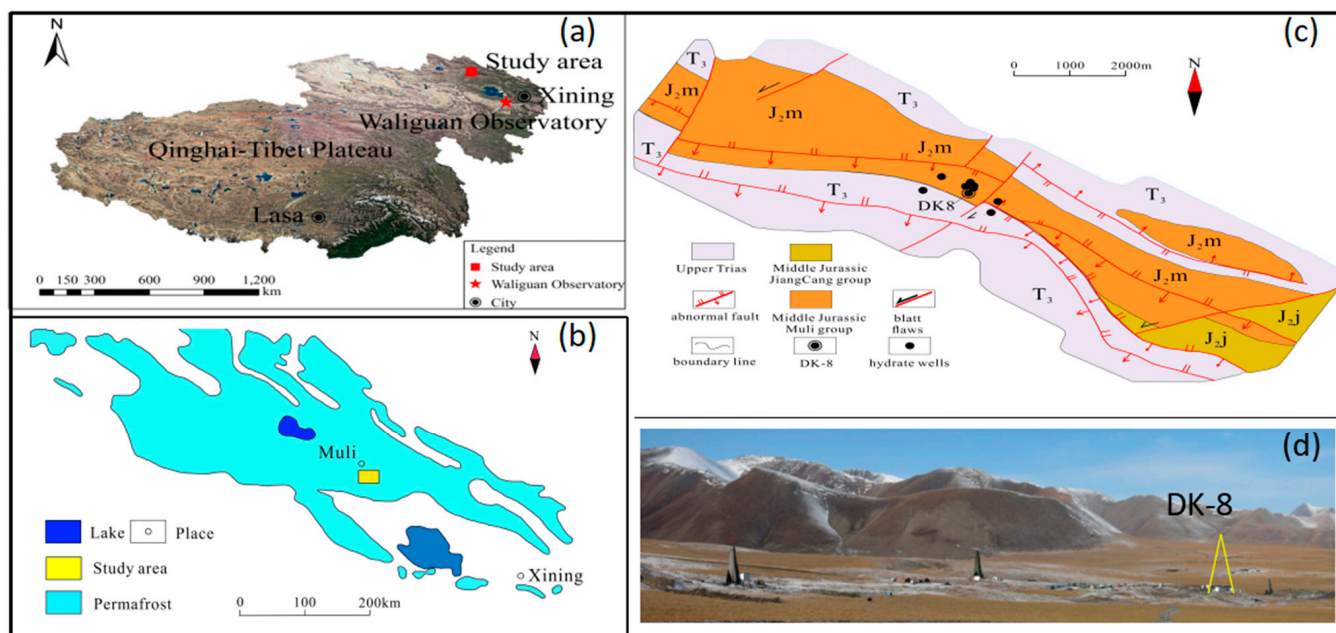 (a)
N
Study area
Xining
Waliguan Observatory
Qinghai-Tibet Plateau
Lasa
Legend
Study area
Waliguan Observatory
City
0 150 300 600 900 1,200
km
(b)
N
Muli
Lake
Place
Study area
Permafrost
Xining
0 100 200km
(c)
0 1000 2000m
N
T3
J2m
T3
J2m
T3
J2m
T3
T3
DK8
J2m
J2m
T3
J2j
J2j
Upper Trias
Middle Jurassic
JiangCang group
abnormal fault
Middle Jurassic
Muli group
blatt
flaws
boundary line
DK-8
hydrate wells
(d)
DK-8